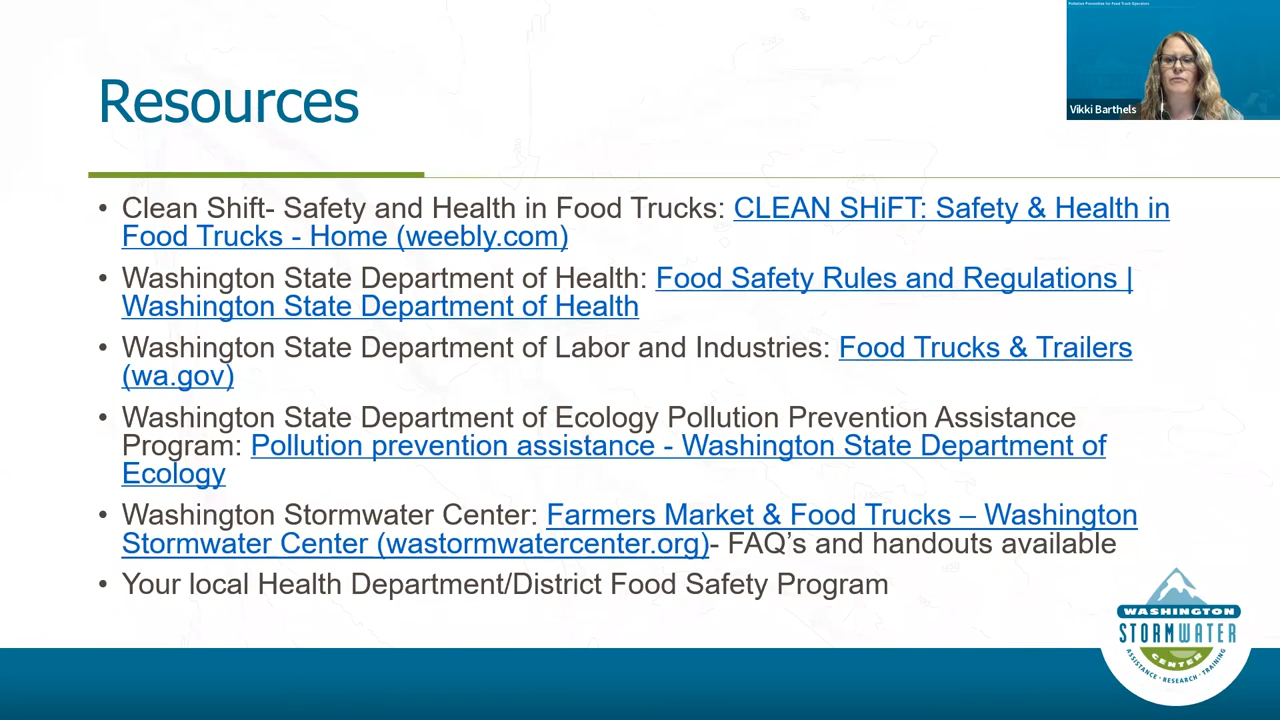 Pollution Prevention for Food Truck Operators
Vikki Barthels
Resources
• Clean Shift- Safety and Health in Food Trucks: CLEAN SHiFT: Safety & Health in
Food Trucks - Home (weebly.com)
• Washington State Department of Health: Food Safety Rules and Regulations |
Washington State Department of Health
• Washington State Department of Labor and Industries: Food Trucks & Trailers
(wa.gov)
• Washington State Department of Ecology Pollution Prevention Assistance
Program: Pollution prevention assistance - Washington State Department of
Ecology
• Washington Stormwater Center: Farmers Market & Food Trucks – Washington
Stormwater Center (wastormwatercenter.org)- FAQ’s and handouts available
• Your local Health Department/District Food Safety Program
WASHINGTON
STORMWATER
CENTER
ASSISTANCE • RESEARCH • TRAINING